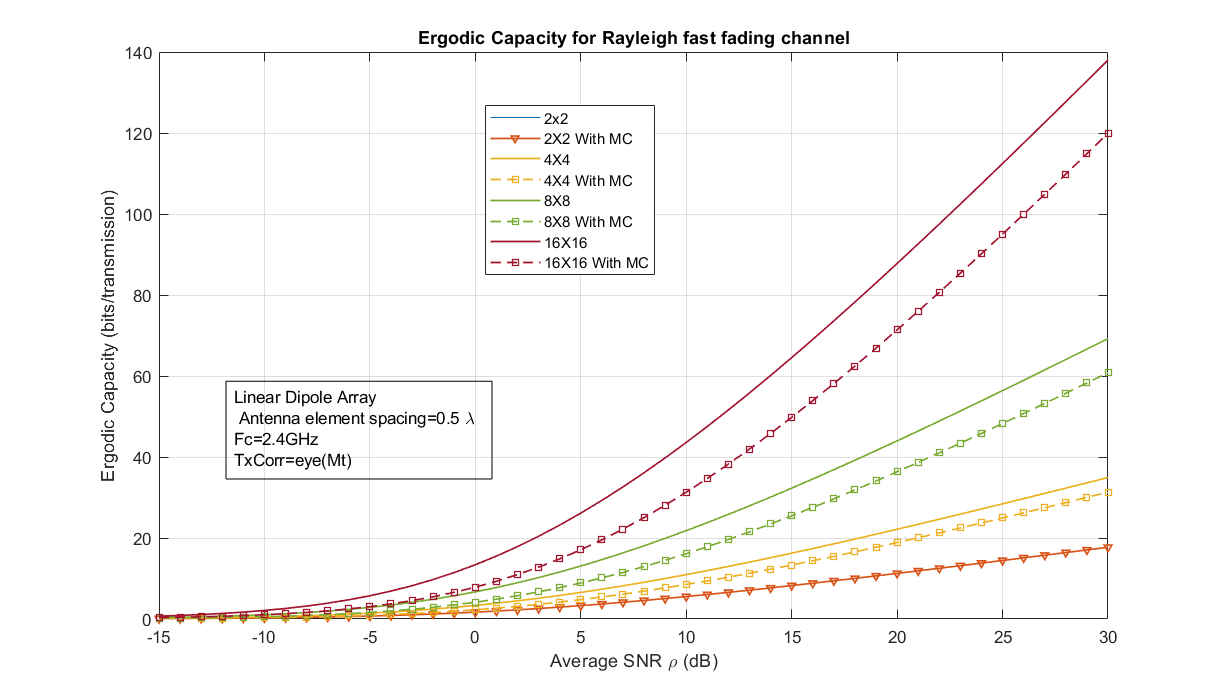 Ergodic Capacity for Rayleigh fast fading channel
140
120
100
80
60
40
20
0
Ergodic Capacity (bits/transmission)
2x2
2X2 With MC
4X4
4X4 With MC
8X8
8X8 With MC
16X16
16X16 With MC
Linear Dipole Array
Antenna element spacing=0.5 λ
Fc=2.4GHz
TxCorr=eye(Mt)
-15 -10 -5 0 5 10 15 20 25 30
Average SNR ρ (dB)